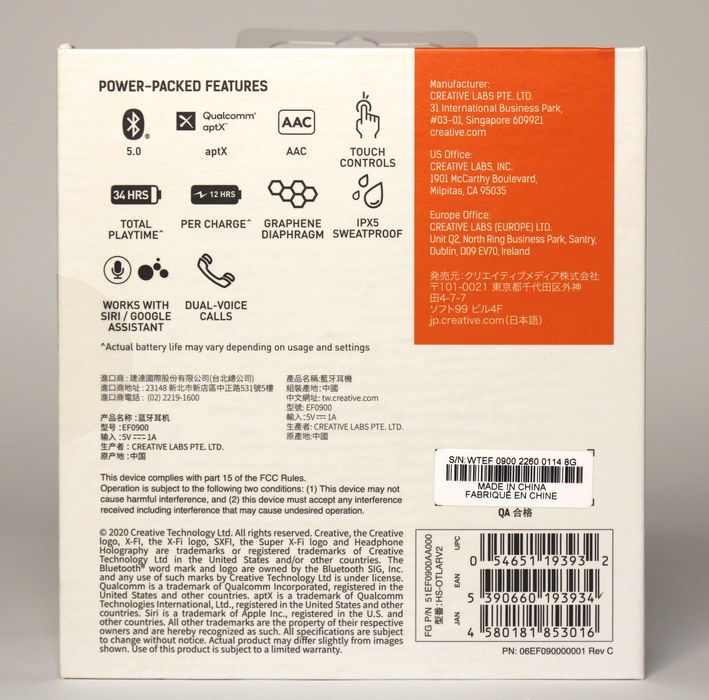 POWER-PACKED FEATURES
5.0
Qualcomm®
aptX™
aptX
AAC
AAC
TOUCH
CONTROLS
34 HRS
TOTAL
PLAYTIME^
12 HRS
PER CHARGE^
GRAPHENE
DIAPHRAGM
IPX5
SWEATPROOF
WORKS WITH
SIRI / GOOGLE
ASSISTANT
DUAL-VOICE
CALLS
^Actual battery life may vary depending on usage and settings
Manufacturer:
CREATIVE LABS PTE. LTD.
31 International Business Park,
#03-01, Singapore 609921
creative.com
US Office:
CREATIVE LABS, INC.
1901 McCarthy Boulevard,
Milpitas, CA 95035
Europe Office:
CREATIVE LABS (EUROPE) LTD.
Unit Q2, North Ring Business Park, Santry,
Dublin, D09 EV70, Ireland
発売元：クリエイティブメディア株式会社
〒101-0021 東京都千代田区外神
田4-7-7
ソフト99 ビル4F
jp.creative.com（日本語）
進口商 : 建達國際股份有限公司(台北總公司)
進口商地址 : 23148 新北市新店區中正路531號5樓
進口商電話 : (02) 2219-1600
产品名称: 蓝牙耳机
型号 : EF0900
输入 : 5V⎓1A
生产者 : CREATIVE LABS PTE. LTD.
原产地: 中国
產品名稱:藍牙耳機
組裝產地:中國
中文網站: tw.creative.com
型號: EF0900
輸入:5V⎓1A
生產者: CREATIVE LABS PTE. LTD.
原產地:中國
This device complies with part 15 of the FCC Rules.
Operation is subject to the following two conditions: (1) This device may not
cause harmful interference, and (2) this device must accept any interference
received including interference that may cause undesired operation.
S/N:WTEF 0900 2260 0114 8G
MADE IN CHINA
FABRIQUÉ EN CHINE
QA 合格
© 2020 Creative Technology Ltd. All rights reserved. Creative, the Creative
logo, X-FI, the X-Fi logo, SXFI, the Super X-Fi logo and Headphone
Holography are trademarks or registered trademarks of Creative
Technology Ltd in the United States and/or other countries. The
Bluetooth® word mark and logo are owned by the Bluetooth SIG, Inc.
and any use of such marks by Creative Technology Ltd is under license.
Qualcomm is a trademark of Qualcomm Incorporated, registered in the
United States and other countries. aptX is a trademark of Qualcomm
Technologies International, Ltd., registered in the United States and other
countries. Siri is a trademark of Apple Inc., registered in the U.S. and
other countries. All other trademarks are the property of their respective
owners and are hereby recognized as such. All specifications are subject
to change without notice. Actual product may differ slightly from images
shown. Use of this product is subject to a limited warranty.
FG P/N 51EF0900AA000
型番: HS-OTLARV2
UPC
0 54651 19393 2
EAN
5 390660 193934
JAN
4 580181 853016
PN: 06EF090000001 Rev C